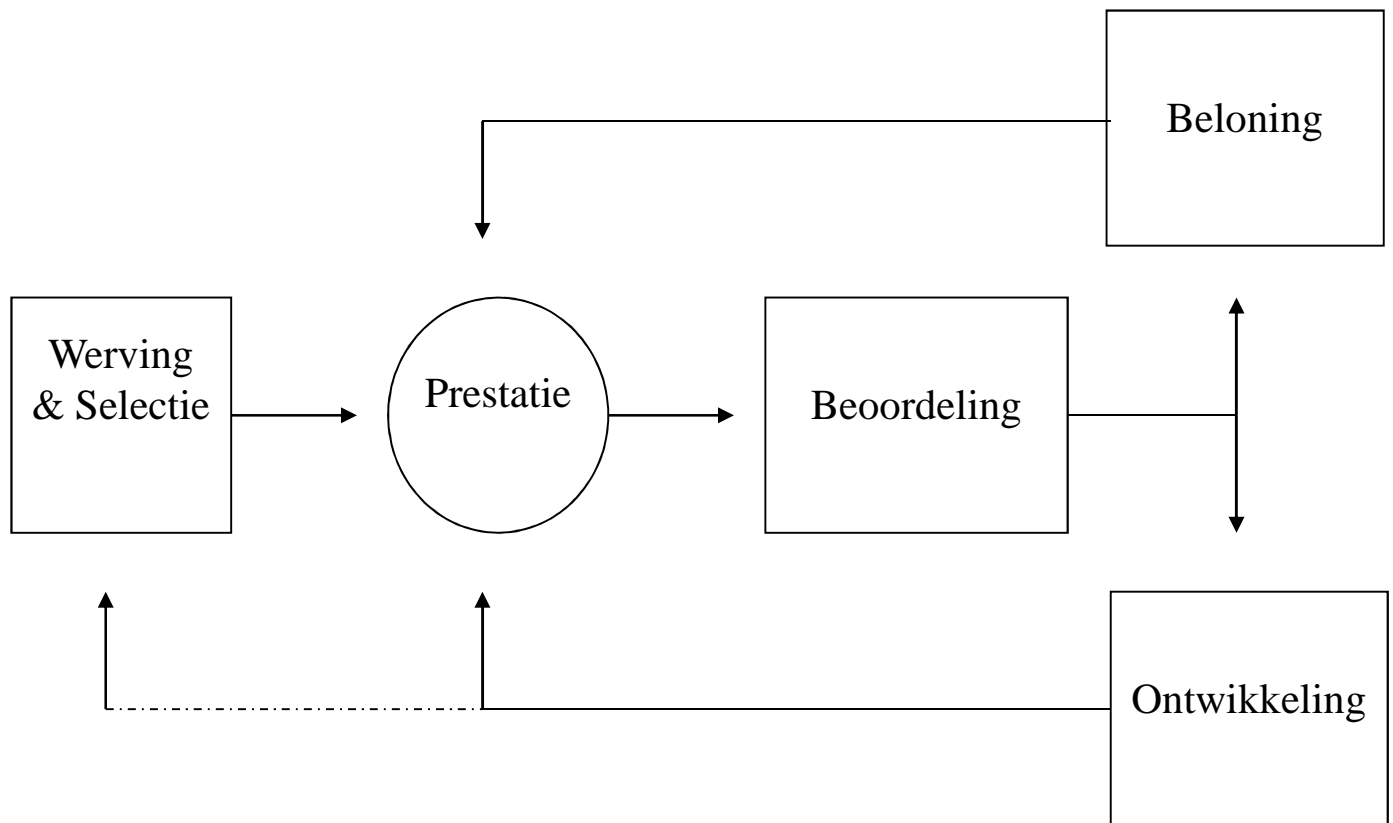 Beloning
Werving
& Selectie
Prestatie
Beoordeling
Ontwikkeling